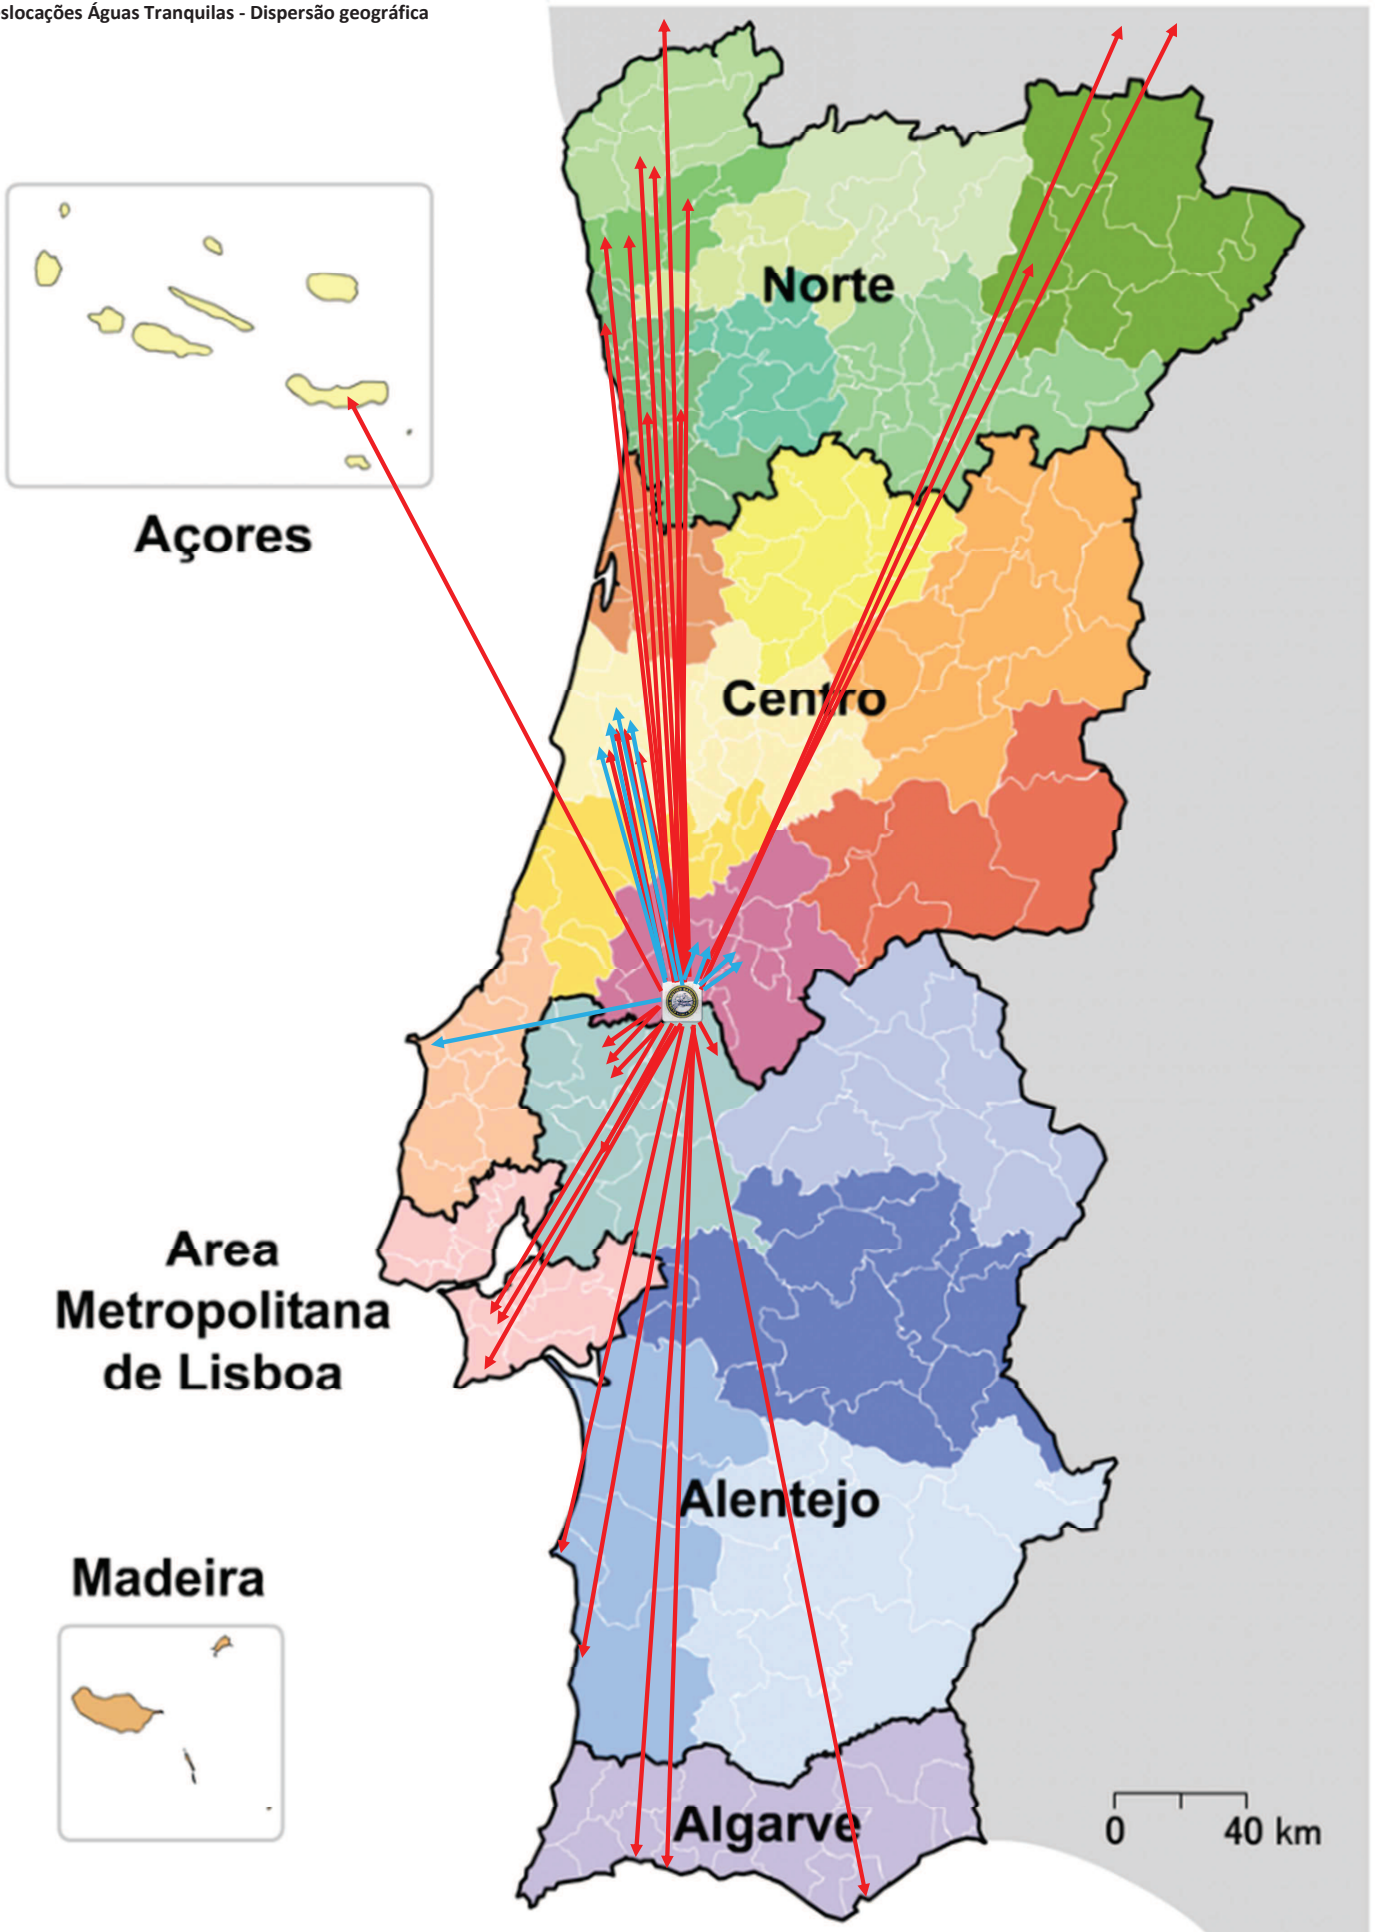 slocações Águas Tranquilas - Dispersão geográfica
Norte
Açores
Centro
Area
Metropolitana
de Lisboa
Alentejo
Madeira
Algarve
0 40 km